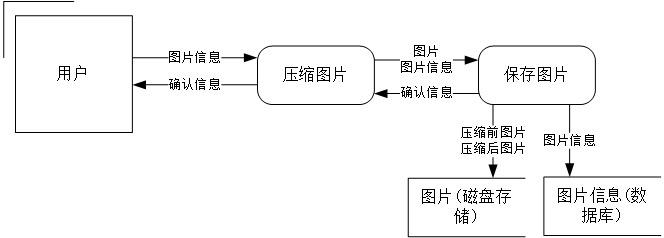 用户
图片信息
确认信息
压缩图片
图片
图片信息
确认信息
保存图片
压缩前图片
压缩后图片
图片信息
图片(磁盘存
储)
图片信息(数
据库)